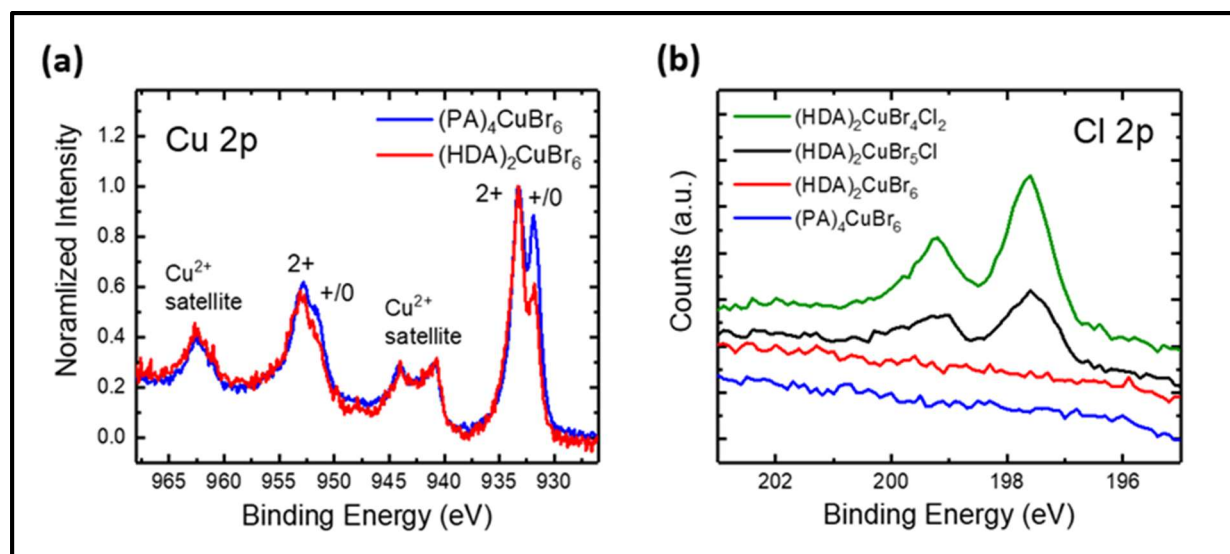 (a)
Cu 2p
(PA)₄CuBr₆
(HDA)₂CuBr₆
2+
+/0
2+
+/0
Cu²⁺
satellite
Cu²⁺
satellite
Noramlized Intensity
1.2
1.0
0.8
0.6
0.4
0.2
0.0
965 960 955 950 945 940 935 930
Binding Energy (eV)
(b)
Cl 2p
(HDA)₂CuBr₄Cl₂
(HDA)₂CuBr₅Cl
(HDA)₂CuBr₆
(PA)₄CuBr₆
Counts (a.u.)
202 200 198 196
Binding Energy (eV)